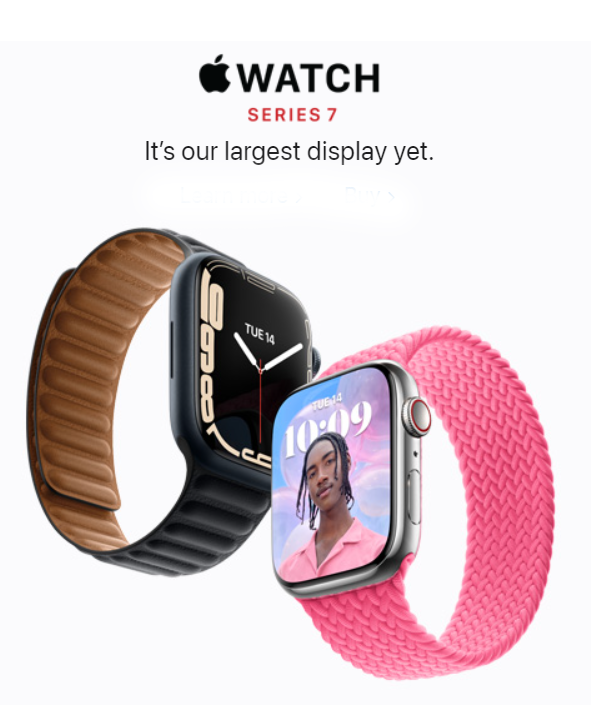 WATCH
SERIES 7
It's our largest display yet.
TUE 14
TUE 14
10:09